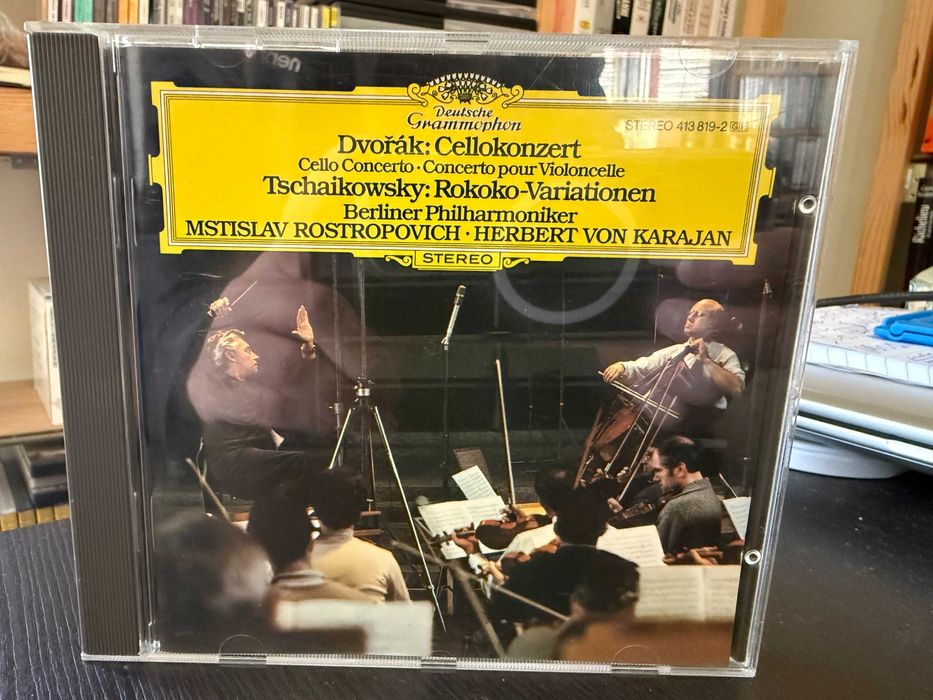 Deutsche
Grammophon
STEREO 413 819-2 GH
Dvořák: Cellokonzert
Cello Concerto · Concerto pour Violoncelle
Tschaikowsky: Rokoko-Variationen
Berliner Philharmoniker
MSTISLAV ROSTROPOVICH · HERBERT VON KARAJAN
STEREO